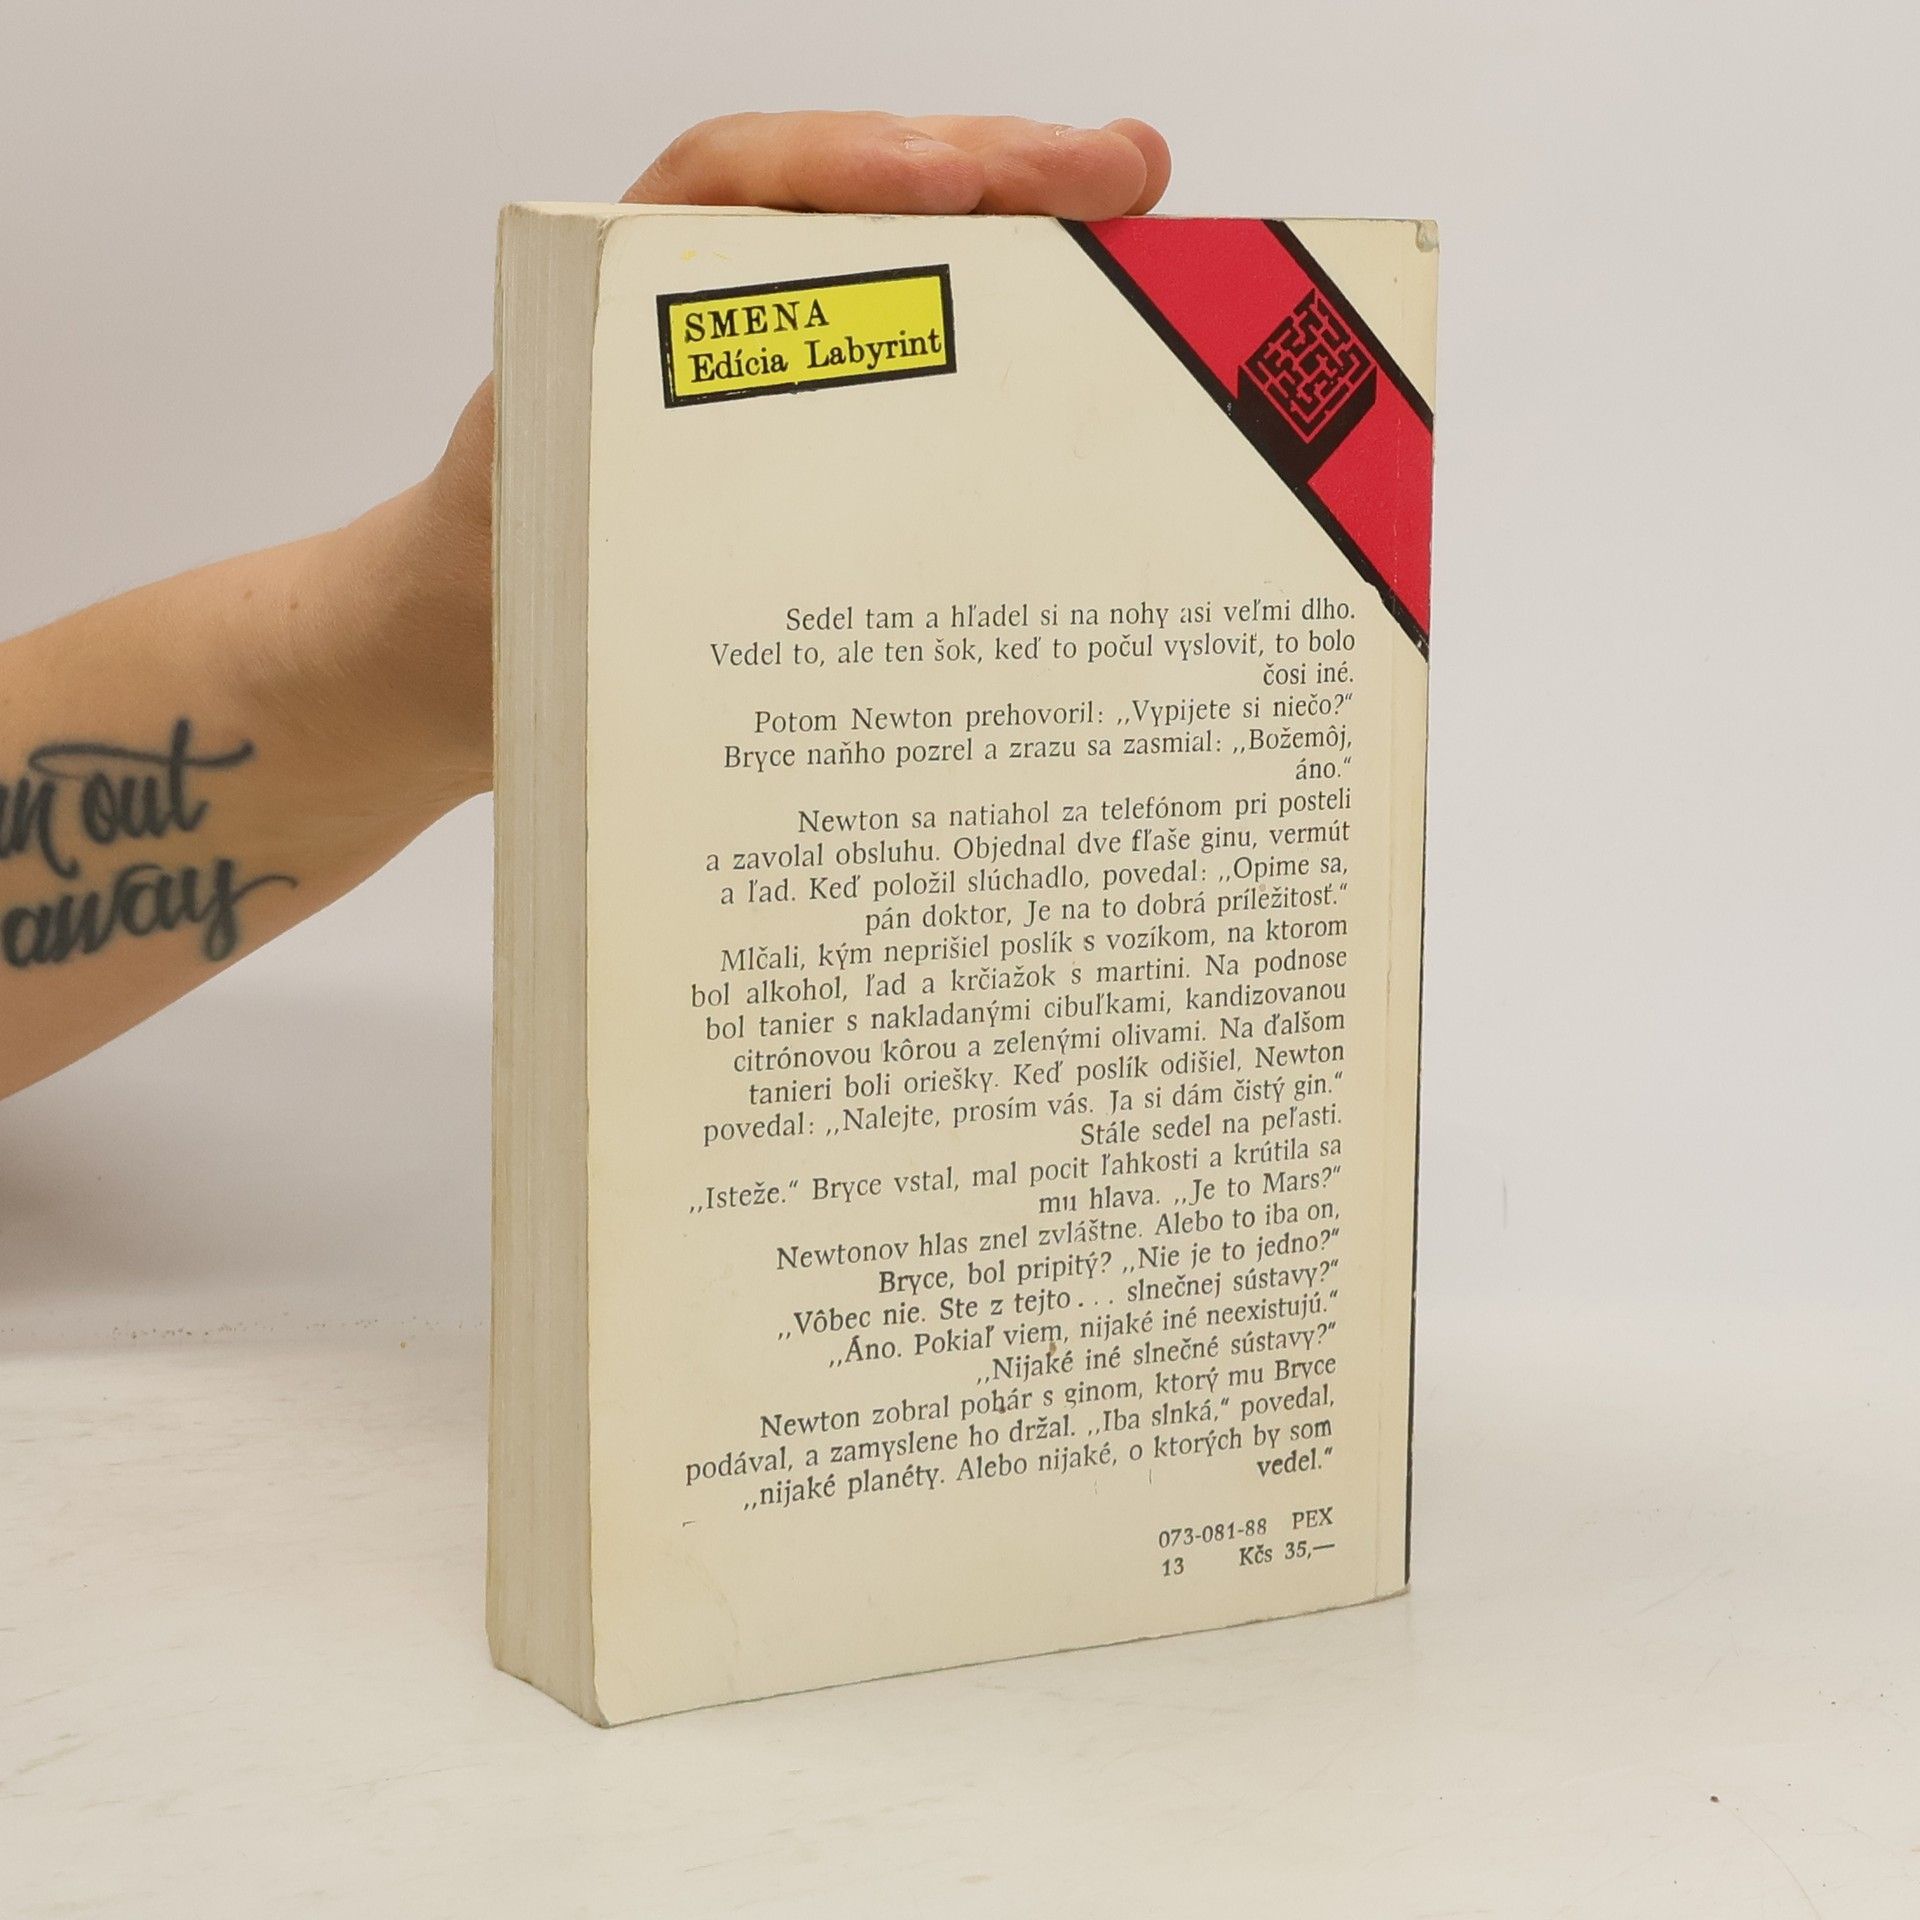 SMENA
Edícia Labyrint
Sedel tam a hľadel si na nohy asi veľmi dlho.
Vedel to, ale ten šok, keď to počul vysloviť, to bolo
čosi iné.
Potom Newton prehovoril: „Vypijete si niečo?“
Bryce naňho pozrel a zrazu sa zasmial: „Božemôj,
áno.“
Newton sa natiahol za telefónom pri posteli
a zavolal obsluhu. Objednal dve fľaše ginu, vermút
a ľad. Keď položil slúchadlo, povedal: „Opime sa,
pán doktor, Je na to dobrá príležitosť.“
Mlčali, kým neprišiel poslík s vozíkom, na ktorom
bol alkohol, ľad a krčiažok s martini. Na podnose
bol tanier s nakladanými cibuľkami, kandizovanou
citrónovou kôrou a zelenými olivami. Na ďalšom
tanieri boli oriešky. Keď poslík odišiel, Newton
povedal: „Nalejte, prosím vás. Ja si dám čistý gin.“
Stále sedel na peľasti.
„Isteže.“ Bryce vstal, mal pocit ľahkosti a krútila sa
mu hlava. „Je to Mars?“
Newtonov hlas znel zvláštne. Alebo to iba on,
Bryce, bol pripitý? „Nie je to jedno?“
„Vôbec nie. Ste z tejto . . . slnečnej sústavy?“
„Áno. Pokiaľ viem, nijaké iné neexistujú.“
„Nijaké iné slnečné sústavy?“
Newton zobral pohár s ginom, ktorý mu Bryce
podával, a zamyslene ho držal. „Iba slnká,“ povedal,
„nijaké planéty. Alebo nijaké, o ktorých by som
vedel.“
073-081-88 PEX
13 Kčs 35,—
out
away